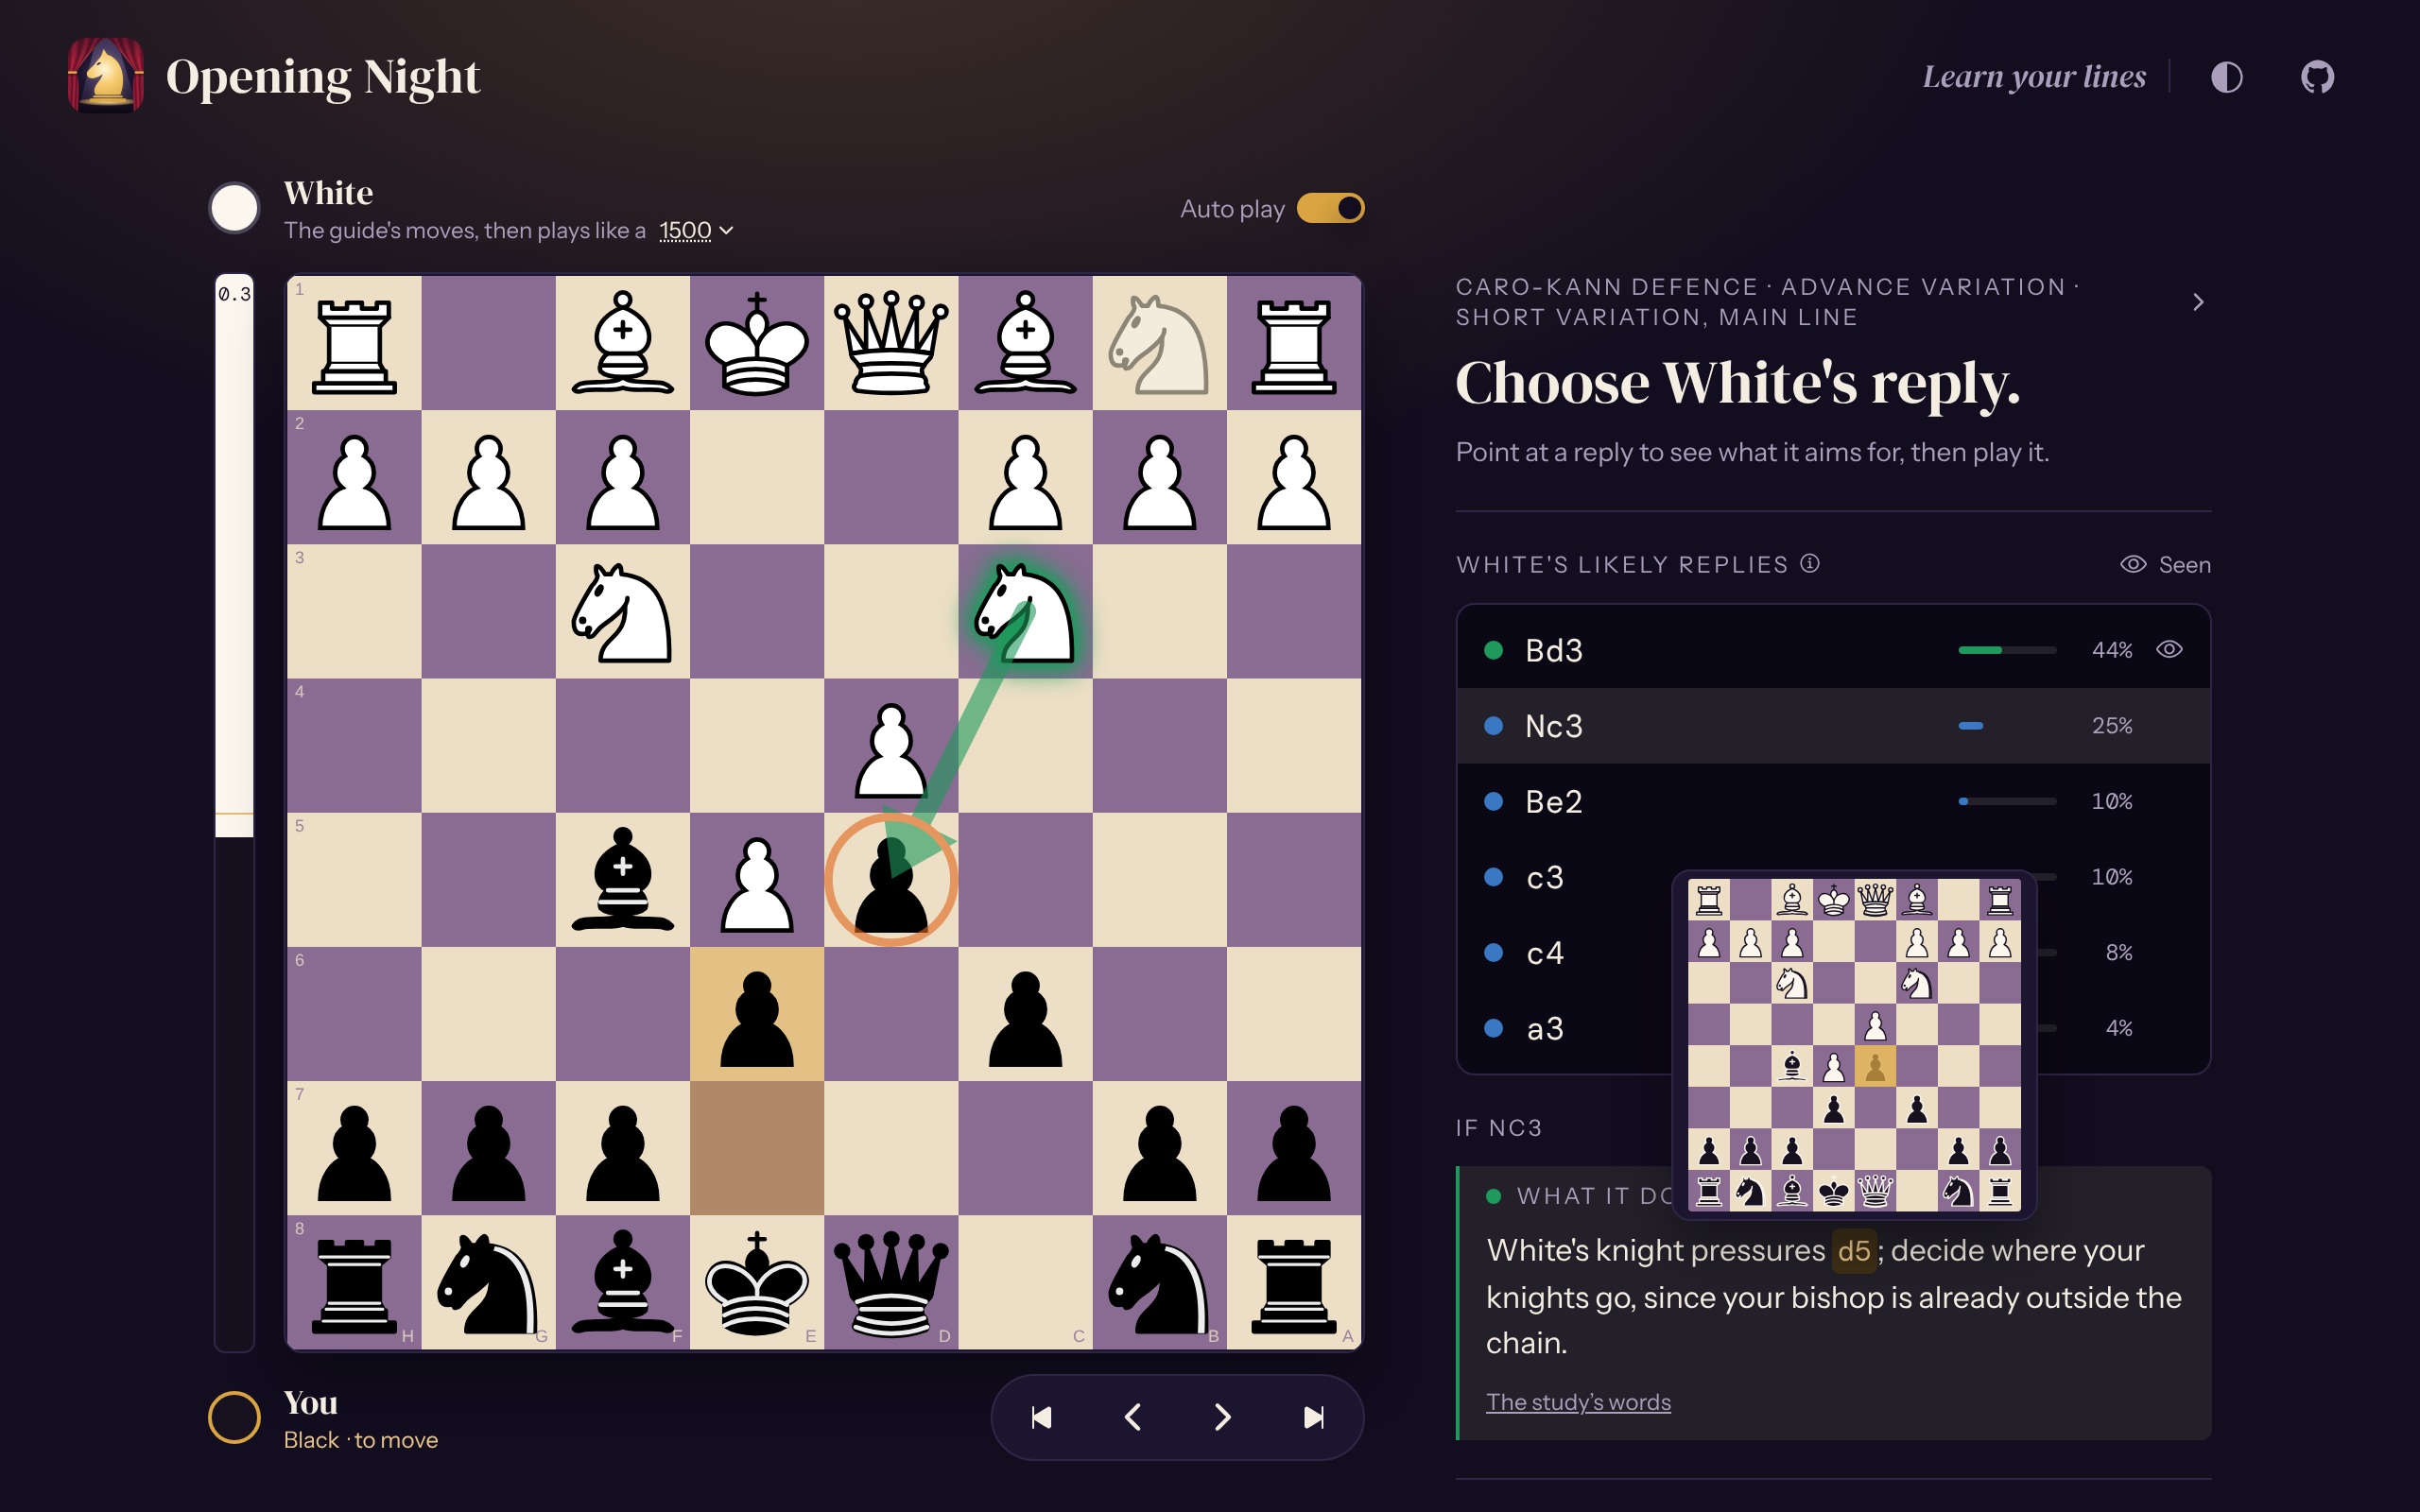 Opening Night
Learn your lines
White
The guide's moves, then plays like a 1500
Auto play
0.3
1
2
3
4
5
6
7
8
H
G
F
E
D
C
B
A
You
Black · to move
CARO-KANN DEFENCE · ADVANCE VARIATION ·
SHORT VARIATION, MAIN LINE
Choose White's reply.
Point at a reply to see what it aims for, then play it.
WHITE'S LIKELY REPLIES
Seen
Bd3 44%
Nc3 25%
Be2 10%
c3 10%
c4 8%
a3 4%
IF NC3
WHAT IT
White's knight pressures d5; decide where your
knights go, since your bishop is already outside the
chain.
The study's words